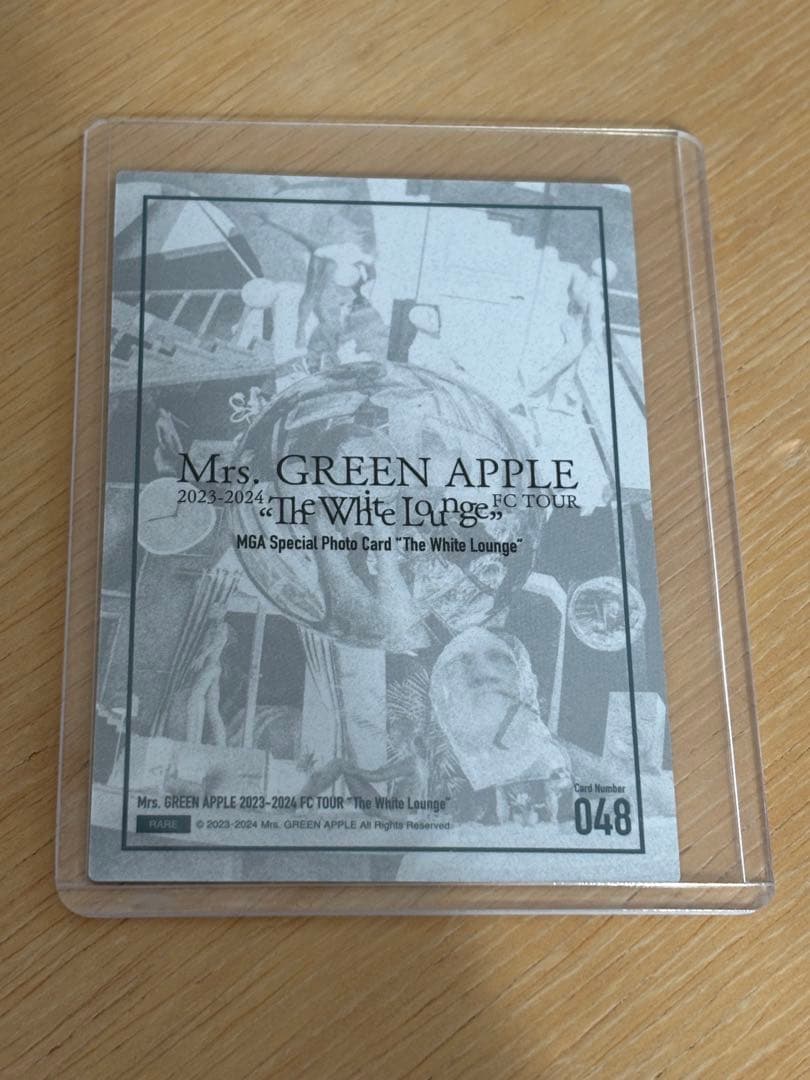 Mrs. GREEN APPLE
2023-2024 “The White Lounge” FC TOUR
MGA Special Photo Card “The White Lounge”
Mrs. GREEN APPLE 2023-2024 FC TOUR “The White Lounge”
Card Number
RARE © 2023-2024 Mrs. GREEN APPLE All Rights Reserved
048